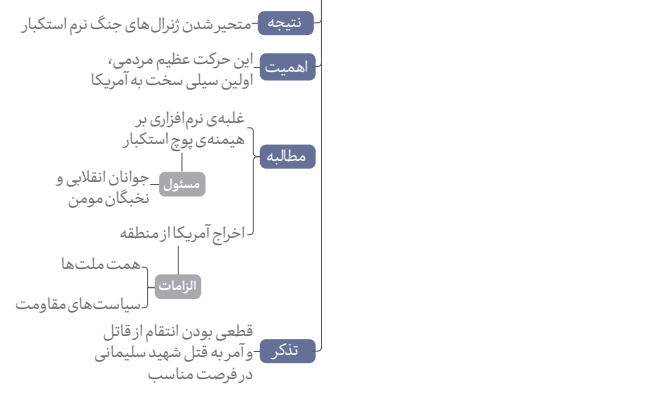 نتیجه
متحیر شدن ژنرال‌های جنگ نرم استکبار
اهمیت
این حرکت عظیم مردمی،
اولین سیلی سخت به آمریکا
مطالبه
غلبه‌ی نرم‌افزاری بر
هیمنه‌ی پوچ استکبار
مسئول
جوانان انقلابی و
نخبگان مومن
اخراج آمریکا از منطقه
الزامات
همت ملت‌ها
سیاست‌های مقاومت
تذکر
قطعی بودن انتقام از قاتل
و آمر به قتل شهید سلیمانی
در فرصت مناسب